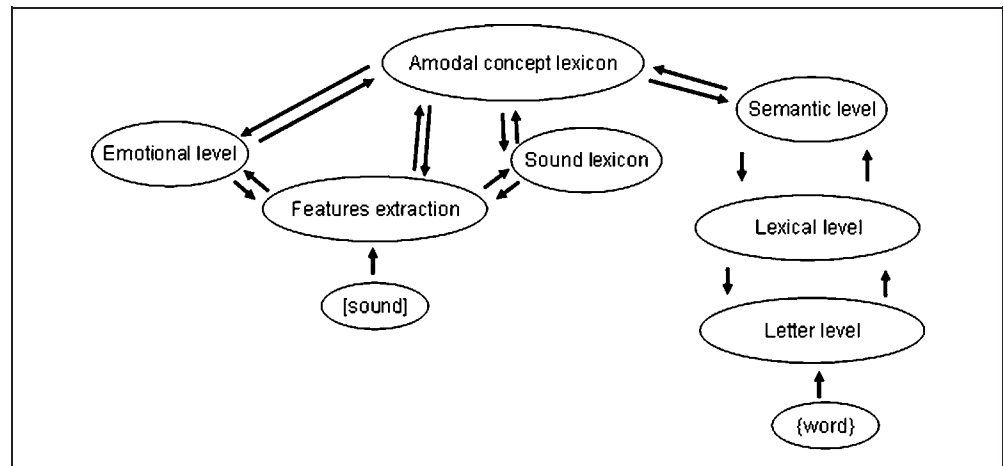 Amodal concept lexicon
Semantic level
Emotional level
Sound lexicon
Features extraction
Lexical level
[sound]
Letter level
{word}